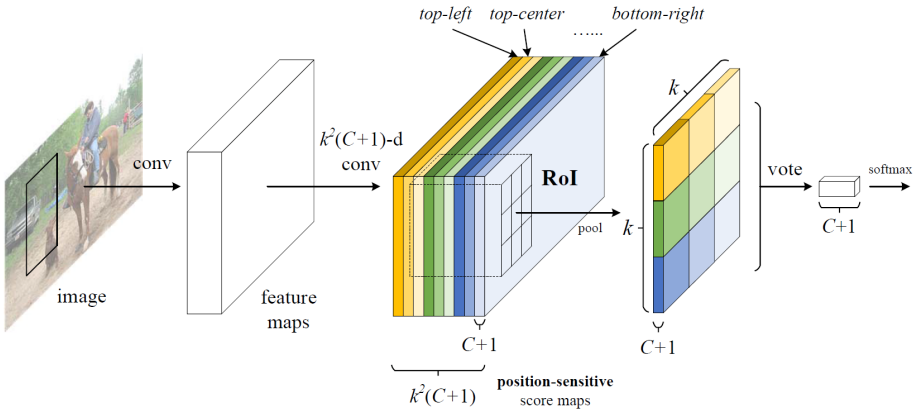 top-left
top-center
bottom-right
......
k
k²(C+1)-d
conv
conv
RoI
vote
softmax
k
pool
C+1
image
feature
maps
C+1
C+1
k²(C+1)
position-sensitive
score maps